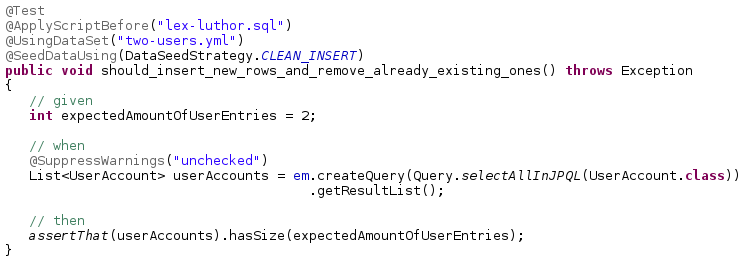 @Test
@ApplyScriptBefore("lex-luthor.sql")
@UsingDataSet("two-users.yml")
@SeedDataUsing(DataSeedStrategy.CLEAN_INSERT)
public void should_insert_new_rows_and_remove_already_existing_ones() throws Exception
{
   // given
   int expectedAmountOfUserEntries = 2;

   // when
   @SuppressWarnings("unchecked")
   List<UserAccount> userAccounts = em.createQuery(Query.selectAllInJPQL(UserAccount.class))
                                      .getResultList();

   // then
   assertThat(userAccounts).hasSize(expectedAmountOfUserEntries);
}